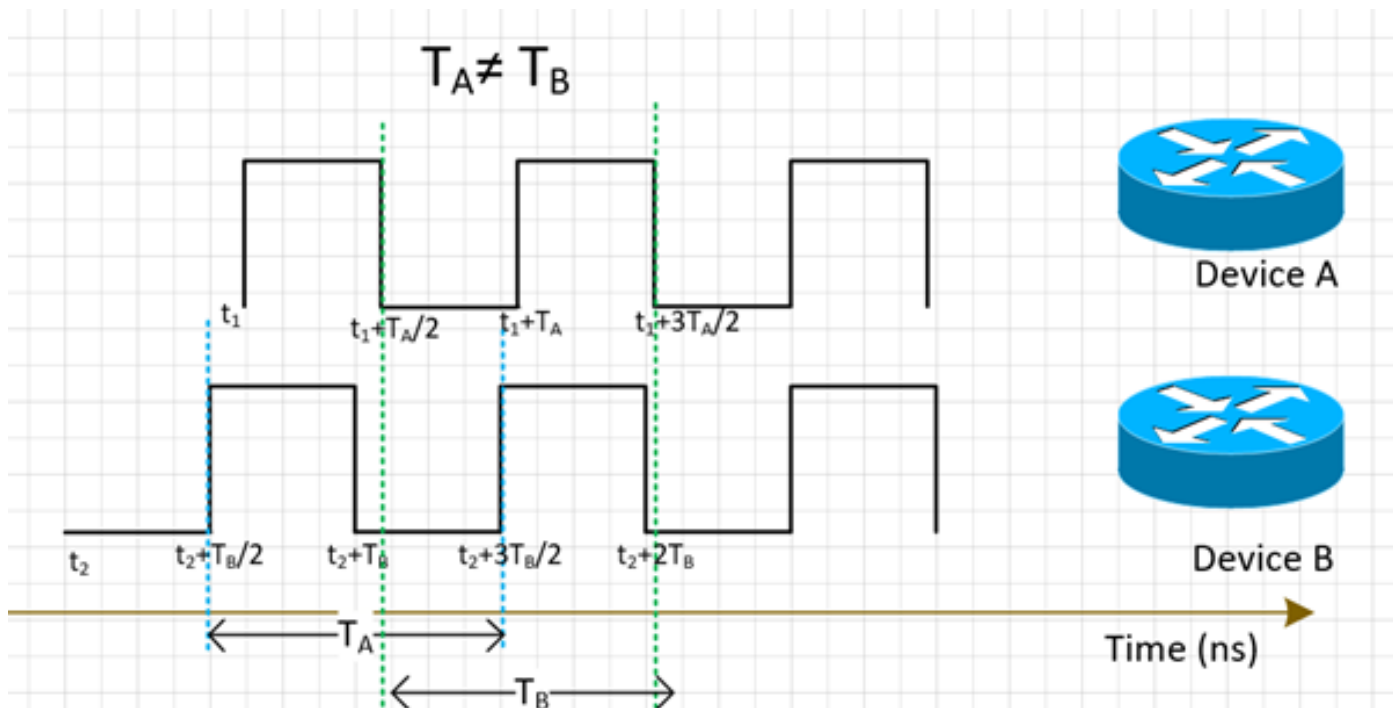 TA≠ TB
Device A
t1
t1+TA/2
t1+TA
t1+3TA/2
t2
t2+TB/2
t2+TB
t2+3TB/2
t2+2TB
Device B
TA
Time (ns)
TB